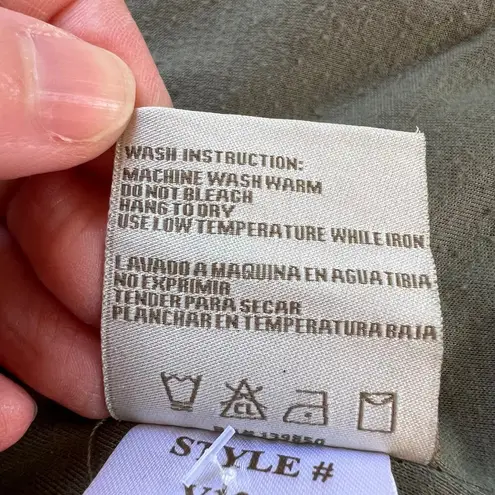 WASH INSTRUCTION:
MACHINE WASH WARM
DO NOT BLEACH
HANG TO DRY
USE LOW TEMPERATURE WHILE IRON
LAVADO A MAQUINA EN AGUA TIBIA
NO EXPRIMIR
TENDER PARA SECAR
PLANCHAR EN TEMPERATURA BAJA
CL
139850
STYLE #